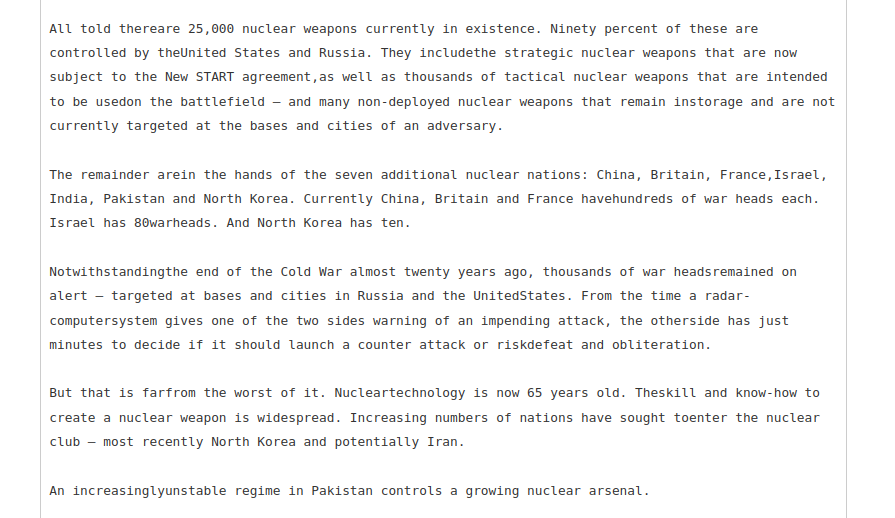 All told thereare 25,000 nuclear weapons currently in existence. Ninety percent of these are
controlled by theUnited States and Russia. They includethe strategic nuclear weapons that are now
subject to the New START agreement,as well as thousands of tactical nuclear weapons that are intended
to be usedon the battlefield – and many non-deployed nuclear weapons that remain instorage and are not
currently targeted at the bases and cities of an adversary.
The remainder arein the hands of the seven additional nuclear nations: China, Britain, France,Israel,
India, Pakistan and North Korea. Currently China, Britain and France havehundreds of war heads each.
Israel has 80warheads. And North Korea has ten.
Notwithstandingthe end of the Cold War almost twenty years ago, thousands of war headsremained on
alert – targeted at bases and cities in Russia and the UnitedStates. From the time a radar-
computersystem gives one of the two sides warning of an impending attack, the otherside has just
minutes to decide if it should launch a counter attack or riskdefeat and obliteration.
But that is farfrom the worst of it. Nucleartechnology is now 65 years old. Theskill and know-how to
create a nuclear weapon is widespread. Increasing numbers of nations have sought toenter the nuclear
club – most recently North Korea and potentially Iran.
An increasinglyunstable regime in Pakistan controls a growing nuclear arsenal.